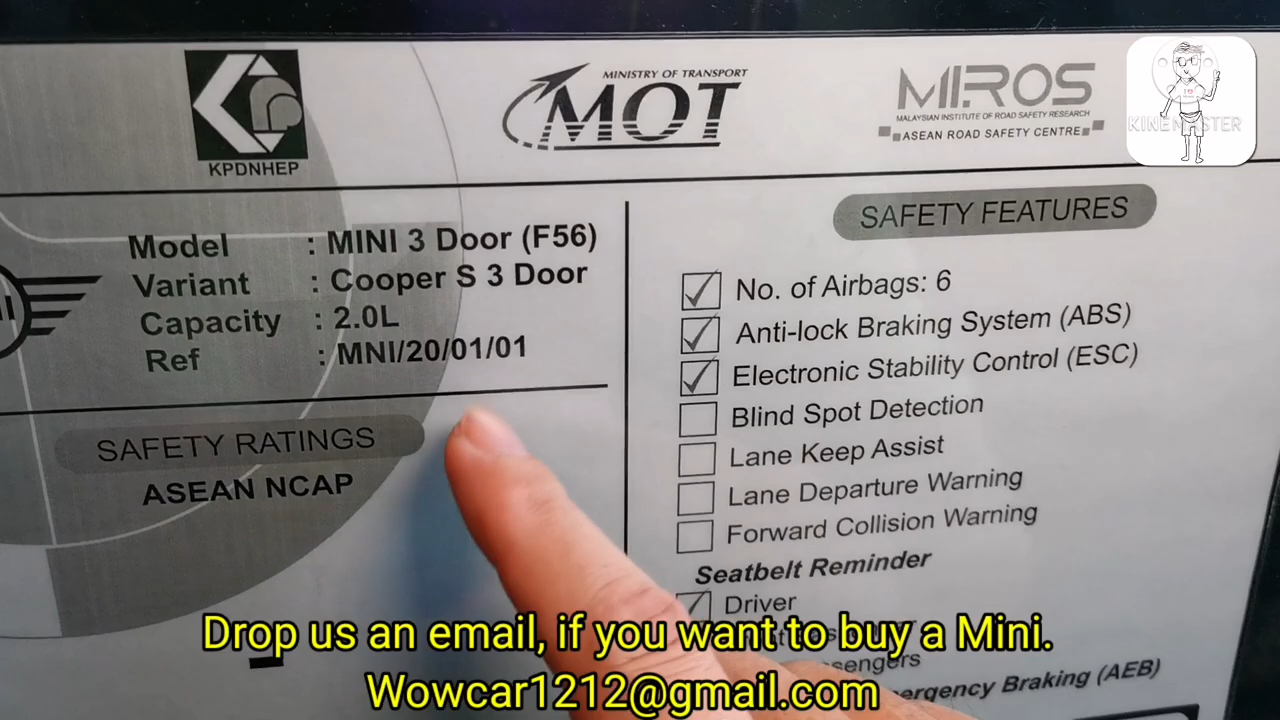 KPDNHEP
MINISTRY OF TRANSPORT
MOT
MIROS
MALAYSIAN INSTITUTE OF ROAD SAFETY RESEARCH
ASEAN ROAD SAFETY CENTRE
KINEMASTER
Model : MINI 3 Door (F56)
Variant : Cooper S 3 Door
Capacity : 2.0L
Ref : MNI/20/01/01
SAFETY RATINGS
ASEAN NCAP
SAFETY FEATURES
No. of Airbags: 6
Anti-lock Braking System (ABS)
Electronic Stability Control (ESC)
Blind Spot Detection
Lane Keep Assist
Lane Departure Warning
Forward Collision Warning
Seatbelt Reminder
Driver
Braking (AEB)
Drop us an email, if you want to buy a Mini.
Wowcar1212@gmail.com